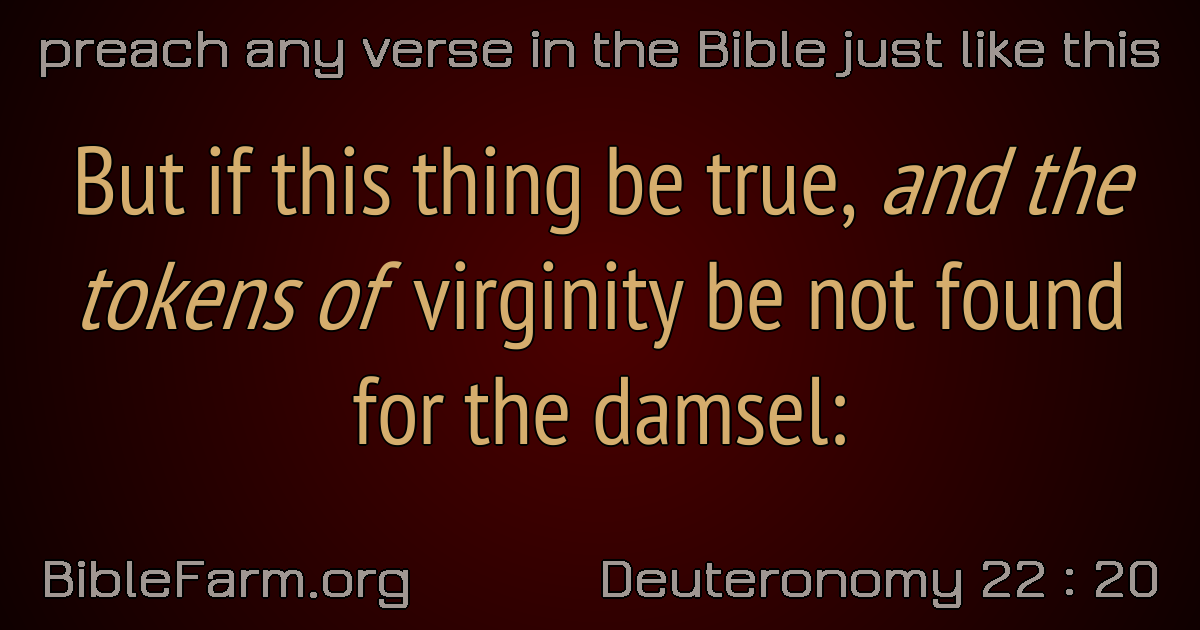 preach any verse in the Bible just like this
But if this thing be true, and the
tokens of virginity be not found
for the damsel:
BibleFarm.org
Deuteronomy 22 : 20